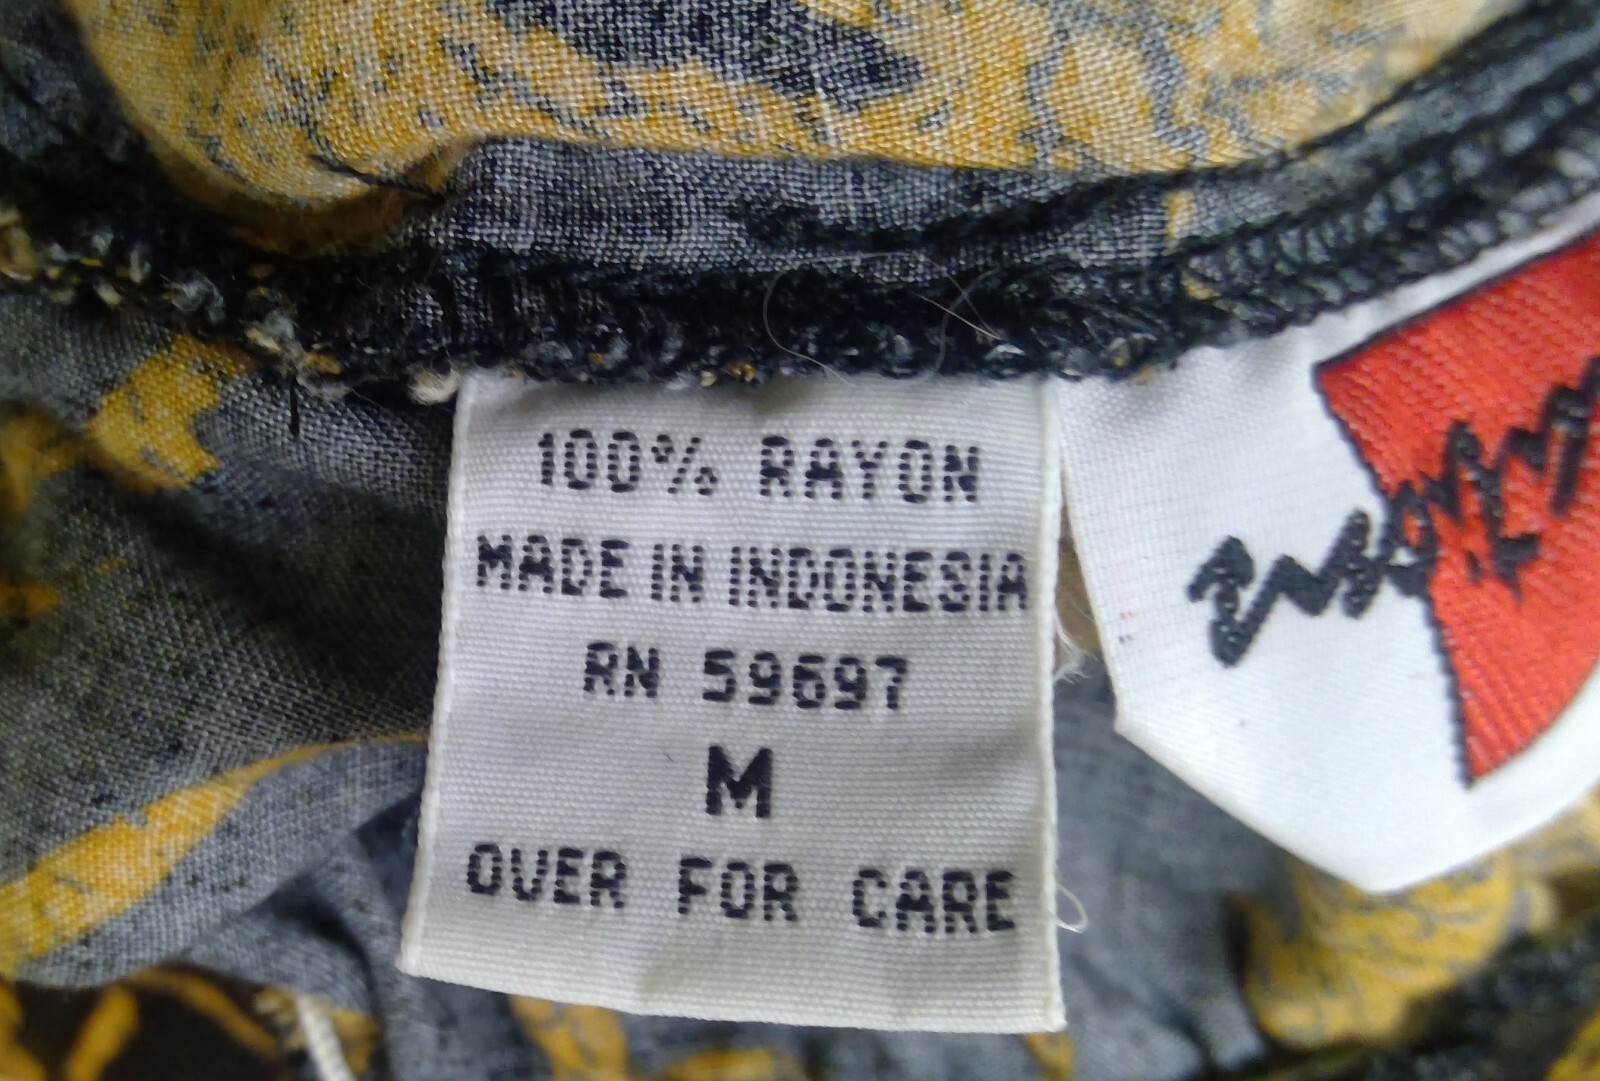 100% RAYON
MADE IN INDONESIA
RN 59697
M
OVER FOR CARE